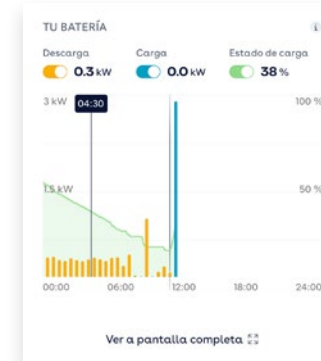 TU BATERÍA
Descarga Carga Estado de carga
0.3 kW 0.0 kW 38 %
3 kW 04:30 100 %
1.5 kW 50 %
00:00 06:00 12:00 18:00 24:00
Ver a pantalla completa